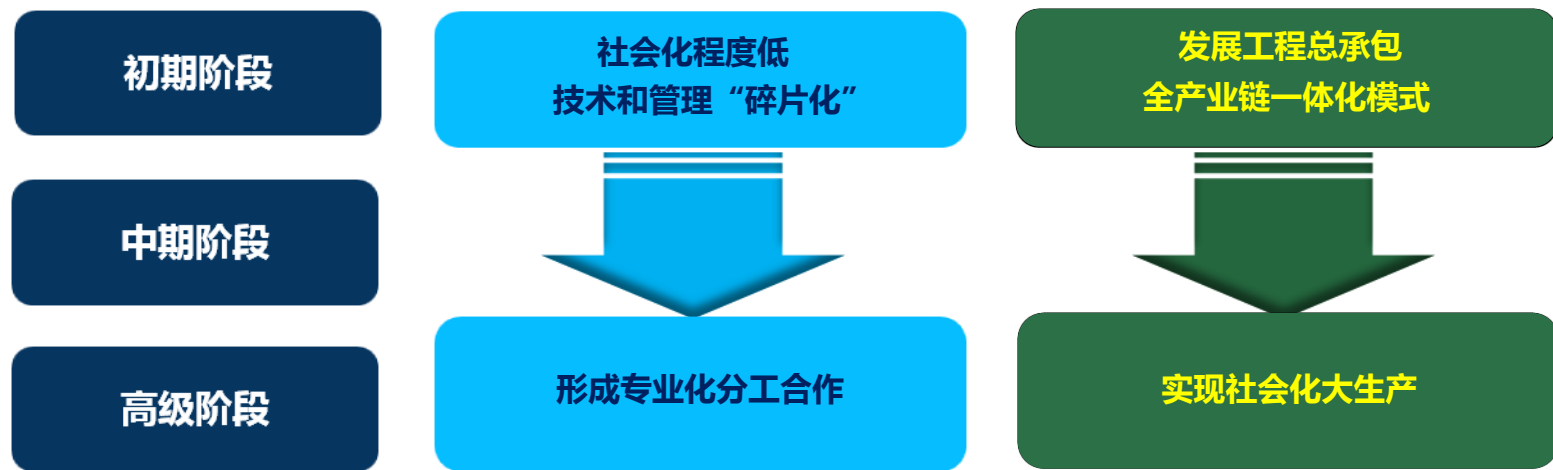 初期阶段
社会化程度低
技术和管理“碎片化”
发展工程总承包
全产业链一体化模式
中期阶段
高级阶段
形成专业化分工合作
实现社会化大生产